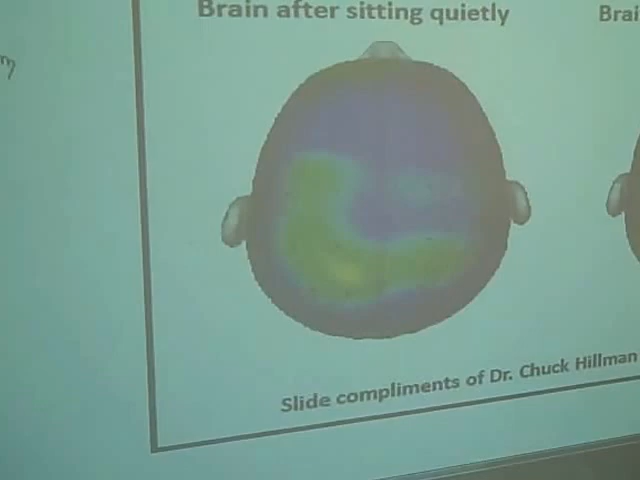 Brain after sitting quietly
Slide compliments of Dr. Chuck Hillman